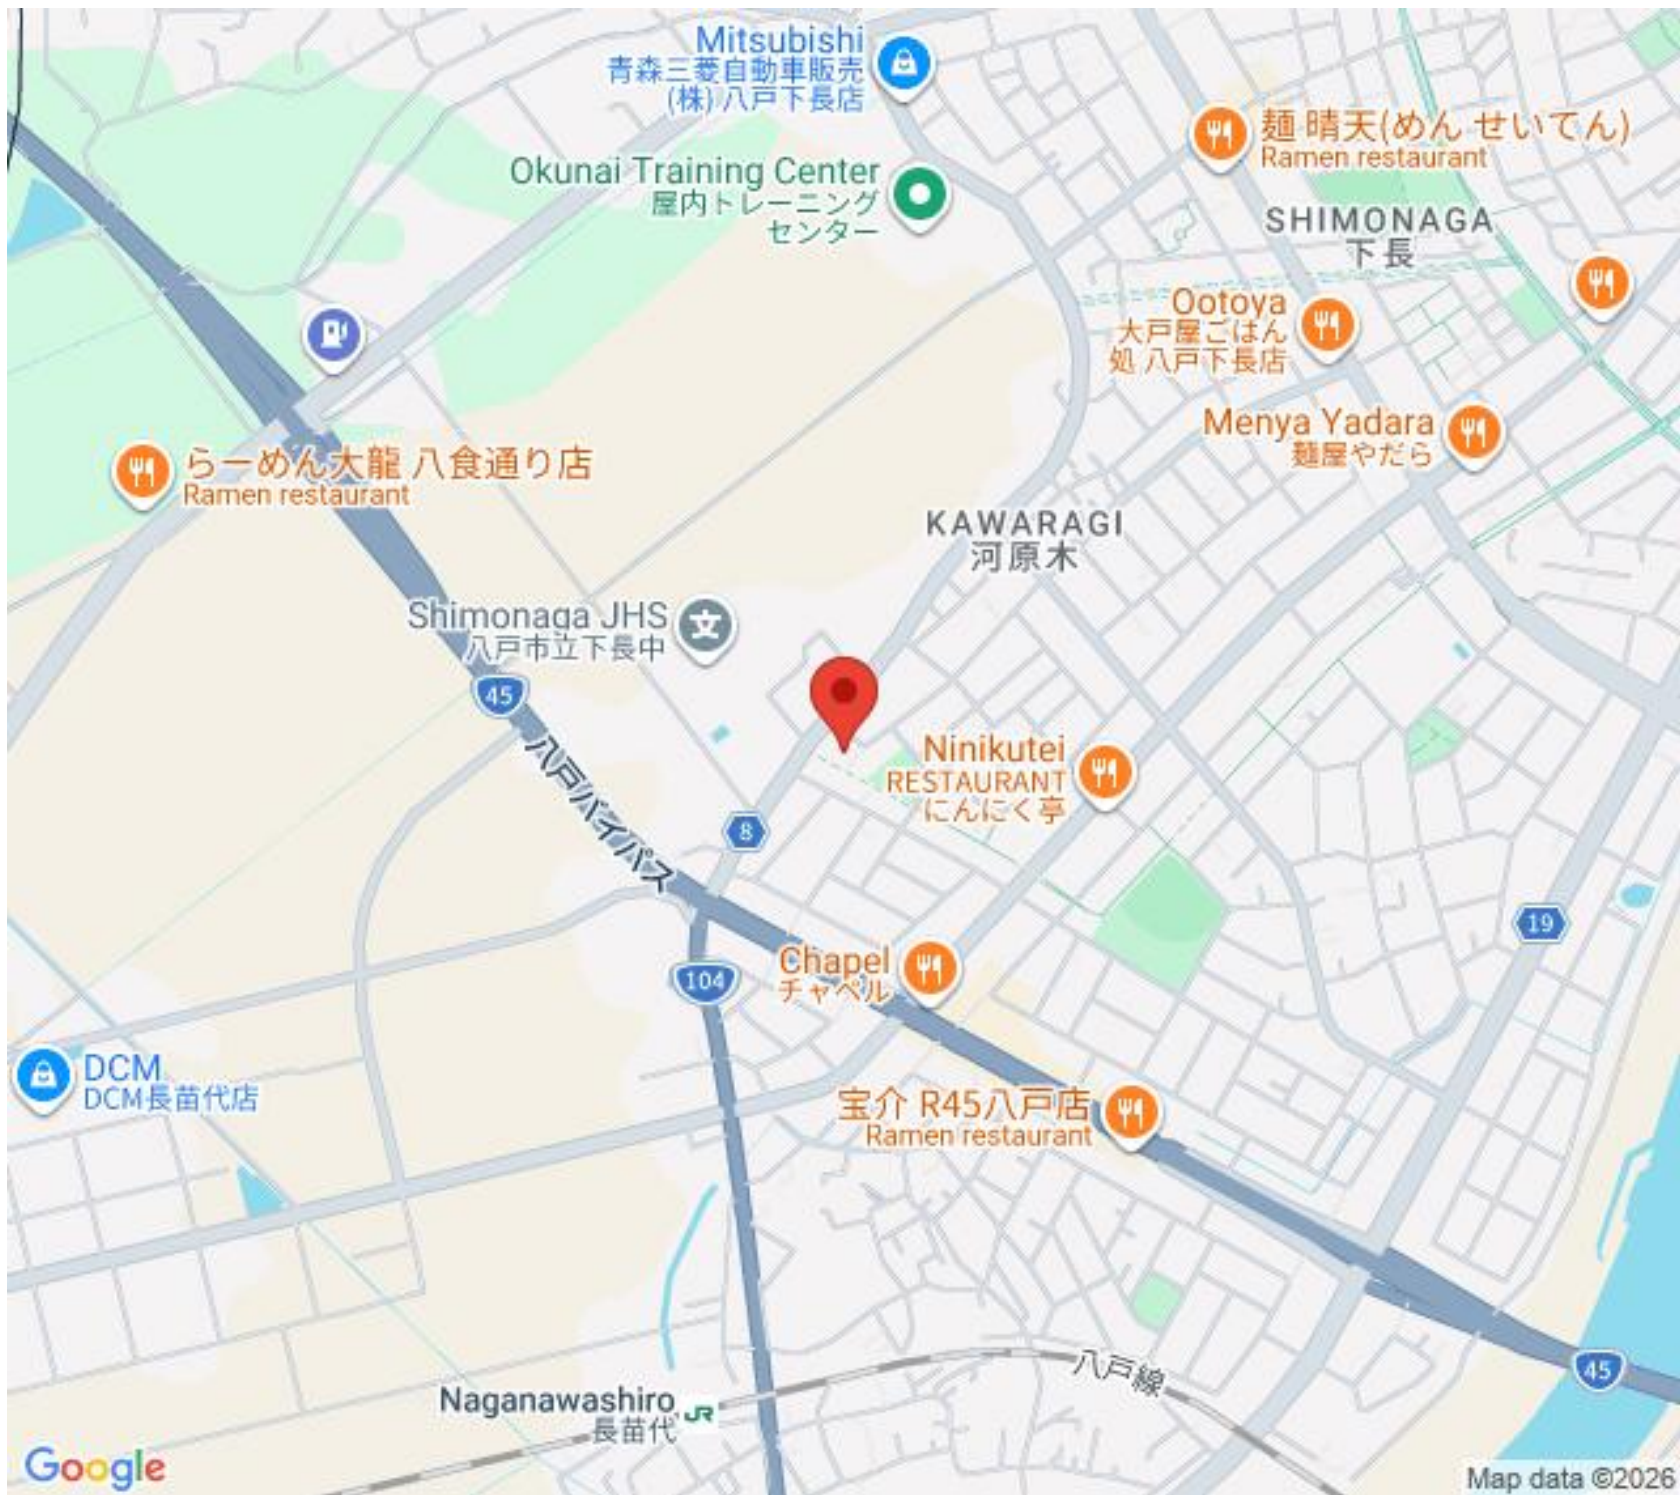 Mitsubishi
青森三菱自動車販売
(株) 八戸下長店
麺 晴天(めん せいてん)
Ramen restaurant
Okunai Training Center
屋内トレーニング
センター
SHIMONAGA
下長
Ootoya
大戸屋ごはん
処 八戸下長店
Menya Yadara
麺屋やだら
らーめん大龍 八食通り店
Ramen restaurant
KAWARAGI
河原木
Shimonaga JHS
八戸市立下長中
45
八戸バイパス
Ninikutei
RESTAURANT
にんにく亭
8
19
Chapel
チャペル
104
DCM
DCM長苗代店
宝介 R45八戸店
Ramen restaurant
八戸線
45
Naganawashiro
長苗代
JR
Google
Map data ©2026